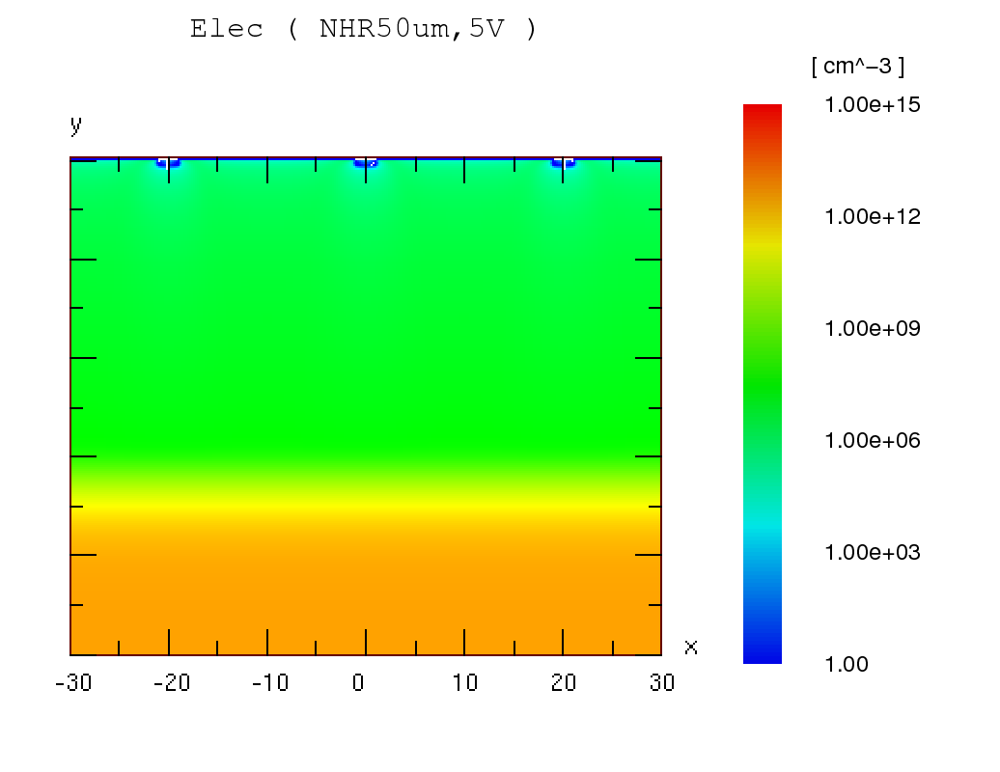 Elec ( NHR50um,5V )
[ cm^−3 ]
1.00e+15
y
1.00e+12
1.00e+09
1.00e+06
1.00e+03
x
1.00
-30 -20 -10 0 10 20 30